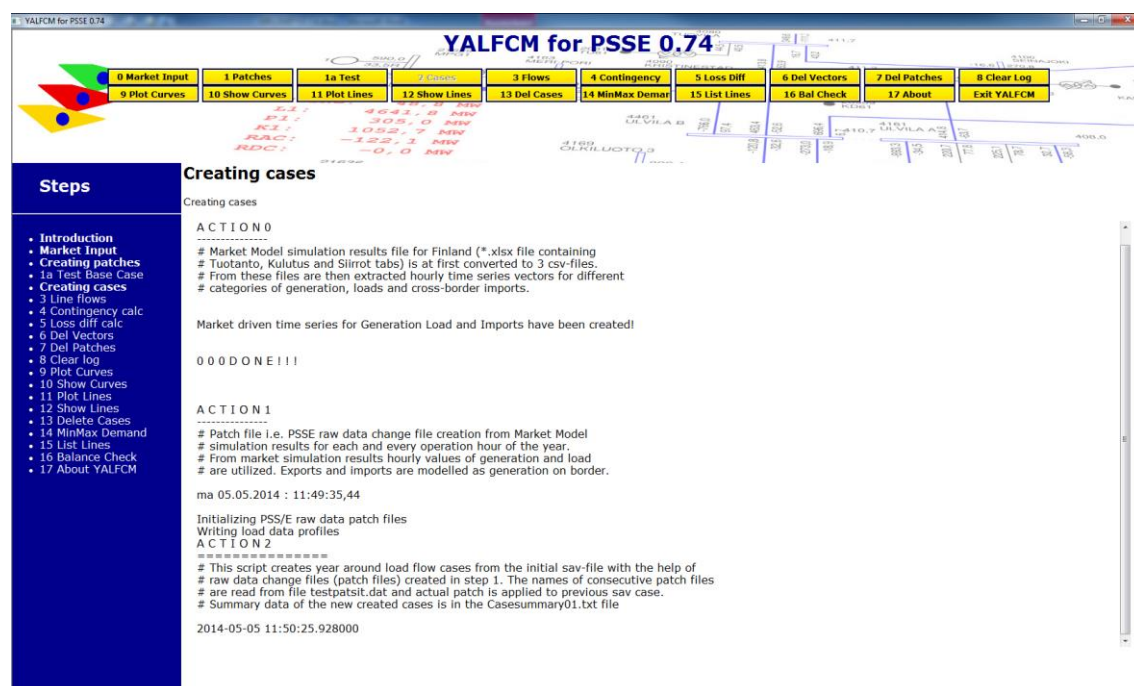 YALFCM for PSSE 0.74
YALFCM for PSSE 0.74
0 Market Input
1 Patches
1a Test
2 Cases
3 Flows
4 Contingency
5 Loss Diff
6 Del Vectors
7 Del Patches
8 Clear Log
9 Plot Curves
10 Show Curves
11 Plot Lines
12 Show Lines
13 Del Cases
14 MinMax Demar
15 List Lines
16 Bal Check
17 About
Exit YALFCM
L1: 4641,8 MW
P1: 305,0 MW
K1: 1052,7 MW
RAC: -122,1 MW
RDC: -0,0 MW
4461
ULVILA B
4169
OLKILUOTO 3
4161
ULVILA A
400.0
411.7
Steps
Introduction
Market Input
Creating patches
1a Test Base Case
Creating cases
3 Line flows
4 Contingency calc
5 Loss diff calc
6 Del Vectors
7 Del Patches
8 Clear log
9 Plot Curves
10 Show Curves
11 Plot Lines
12 Show Lines
13 Delete Cases
14 MinMax Demand
15 List Lines
16 Balance Check
17 About YALFCM
Creating cases
Creating cases
A C T I O N 0
---------------
# Market Model simulation results file for Finland (*.xlsx file containing
# Tuotanto, Kulutus and Siirrot tabs) is at first converted to 3 csv-files.
# From these files are then extracted hourly time series vectors for different
# categories of generation, loads and cross-border imports.
Market driven time series for Generation Load and Imports have been created!
0 0 0 D O N E ! ! !
A C T I O N 1
---------------
# Patch file i.e. PSSE raw data change file creation from Market Model
# simulation results for each and every operation hour of the year.
# From market simulation results hourly values of generation and load
# are utilized. Exports and imports are modelled as generation on border.
ma 05.05.2014 : 11:49:35,44
Initializing PSS/E raw data patch files
Writing load data profiles
A C T I O N 2
===============
# This script creates year around load flow cases from the initial sav-file with the help of
# raw data change files (patch files) created in step 1. The names of consecutive patch files
# are read from file testpatsit.dat and actual patch is applied to previous sav case.
# Summary data of the new created cases is in the Casesummary01.txt file
2014-05-05 11:50:25.928000